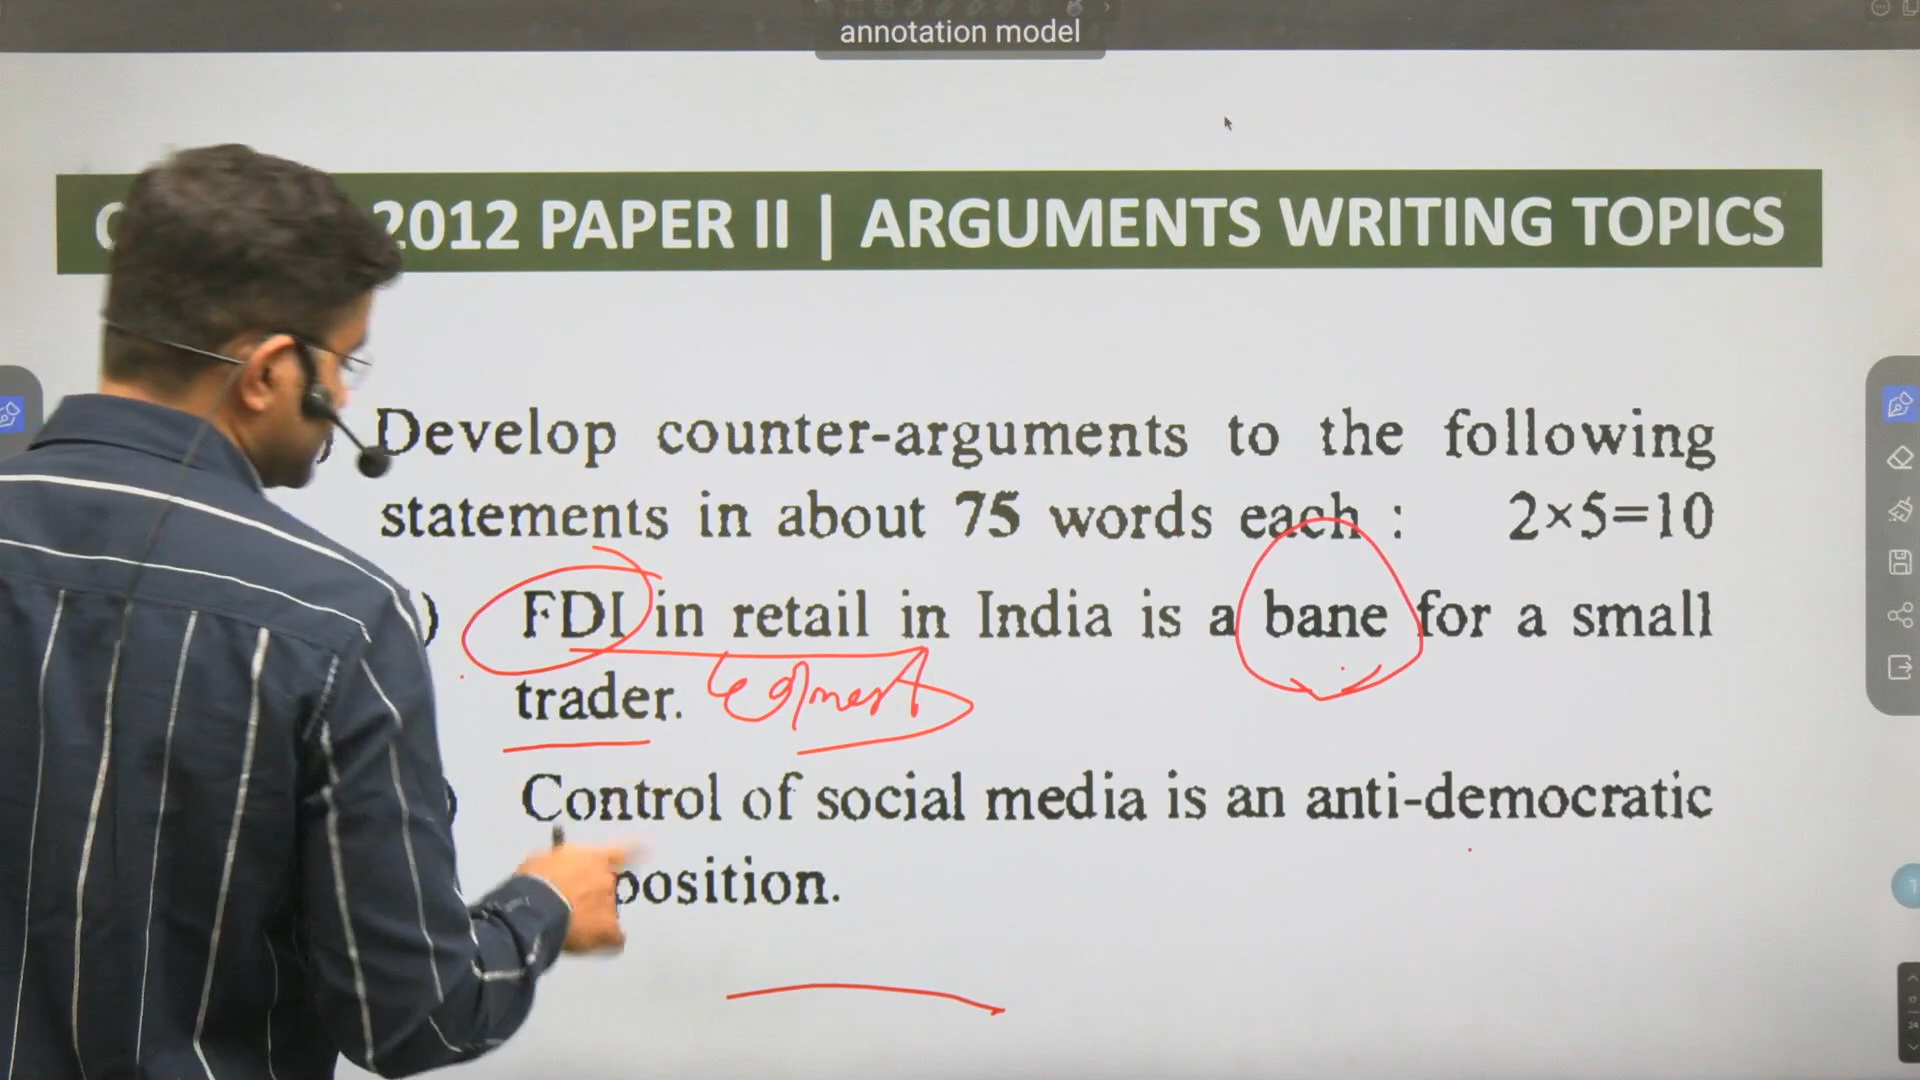 annotation model
2012 PAPER II | ARGUMENTS WRITING TOPICS
Develop counter-arguments to the following
statements in about 75 words each : 2×5=10
) FDI in retail in India is a bane for a small
trader.
Control of social media is an anti-democratic
position.